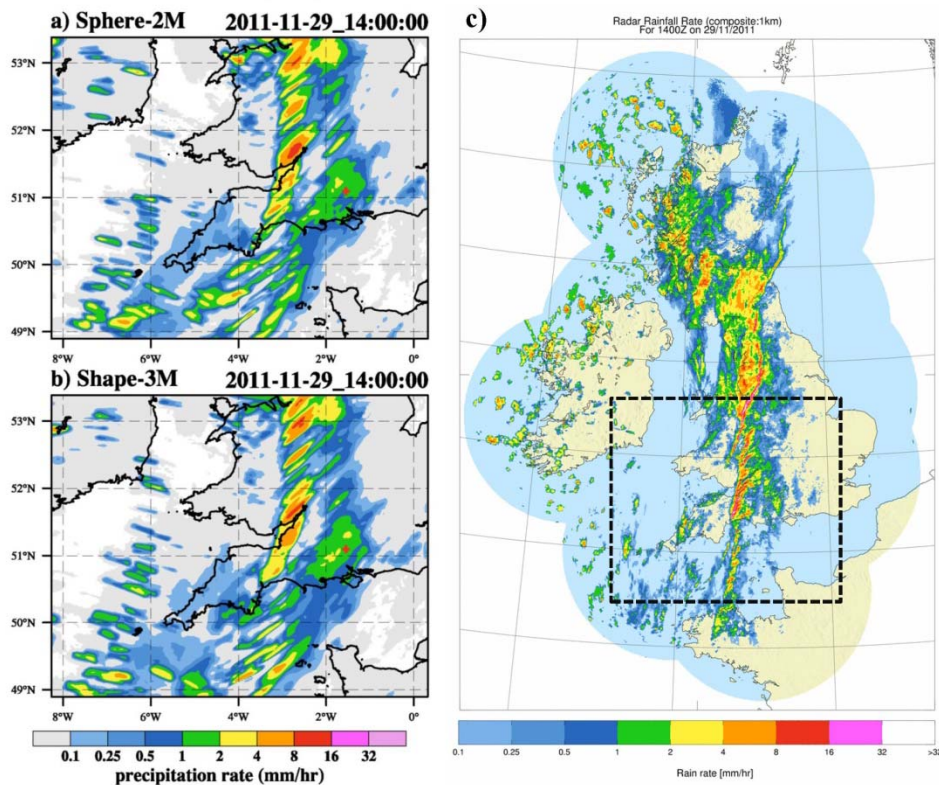 a) Sphere-2M 2011-11-29_14:00:00
53°N
52°N
51°N
50°N
49°N
8°W 6°W 4°W 2°W 0°
b) Shape-3M 2011-11-29_14:00:00
53°N
52°N
51°N
50°N
49°N
8°W 6°W 4°W 2°W 0°
0.1 0.25 0.5 1 2 4 8 16 32
precipitation rate (mm/hr)
c)
Radar Rainfall Rate (composite:1km)
For 1400Z on 29/11/2011
0.1 0.25 0.5 1 2 4 8 16 32 >32
Rain rate [mm/hr]